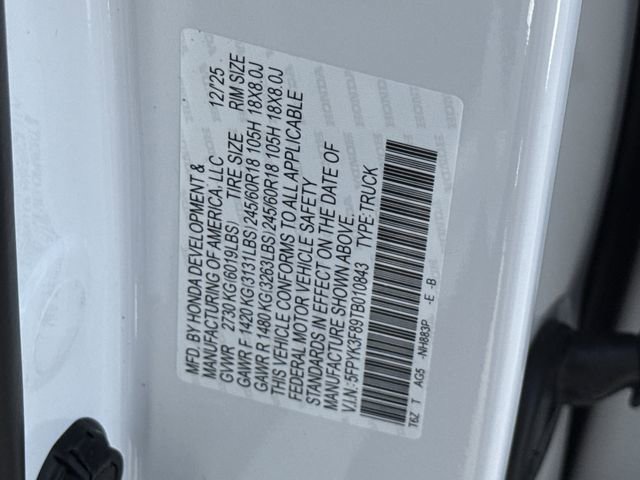 MFD. BY HONDA DEVELOPMENT &
MANUFACTURING OF AMERICA, LLC 12/25
GVWR 2730 KG(6019LBS) TIRE SIZE RIM SIZE
GAWR F 1420 KG(3131LBS) 245/60R18 105H 18X8.0J
GAWR R 1480 KG(3263LBS) 245/60R18 105H 18X8.0J
THIS VEHICLE CONFORMS TO ALL APPLICABLE
FEDERAL MOTOR VEHICLE SAFETY
STANDARDS IN EFFECT ON THE DATE OF
MANUFACTURE SHOWN ABOVE.
V.I.N.:5FPYK3F89TB010843 TYPE:TRUCK
T6Z T AG5 -NH883P -E -B